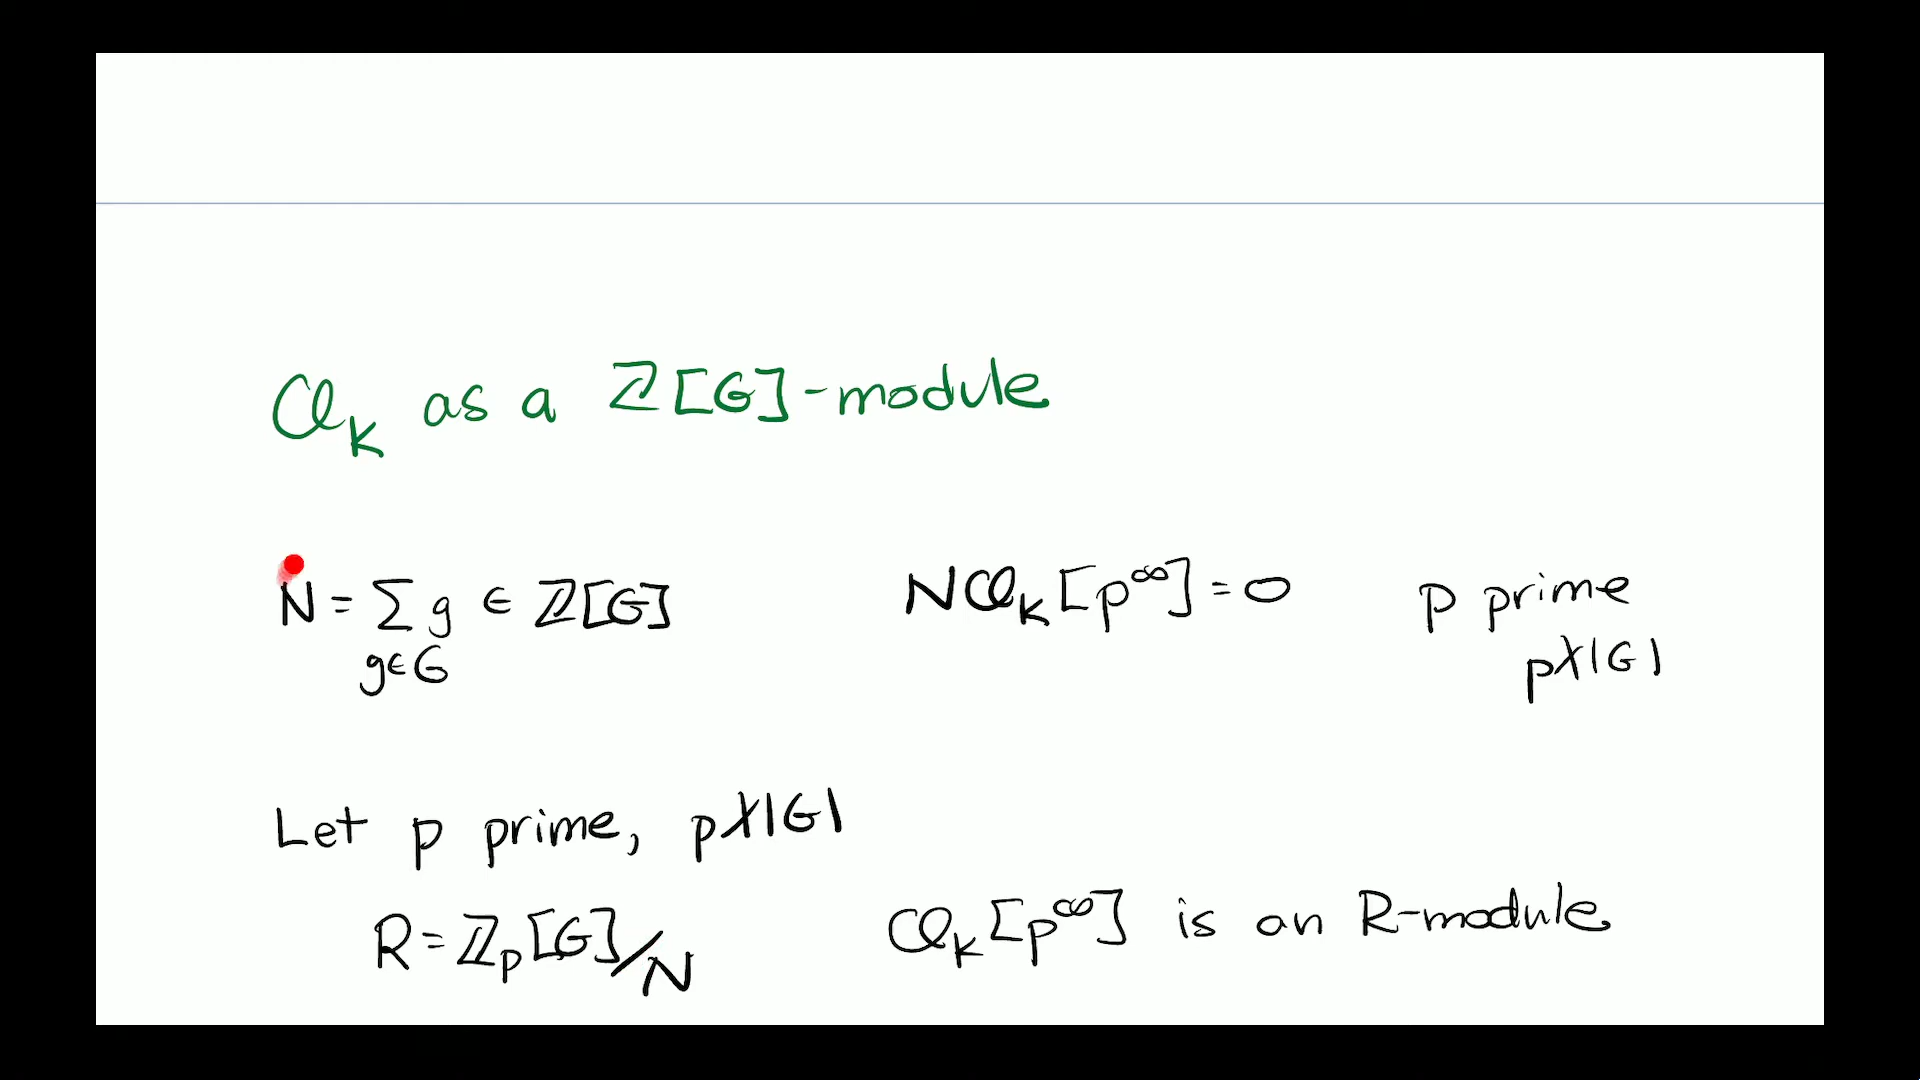 Cl_K as a ℤ[G]-module
N = ∑ g ∈ ℤ[G] N Cl_K[p^∞] = 0 p prime
g∈G p∤|G|
Let p prime, p∤|G|
R = ℤ_p[G]/N Cl_K[p^∞] is an R-module